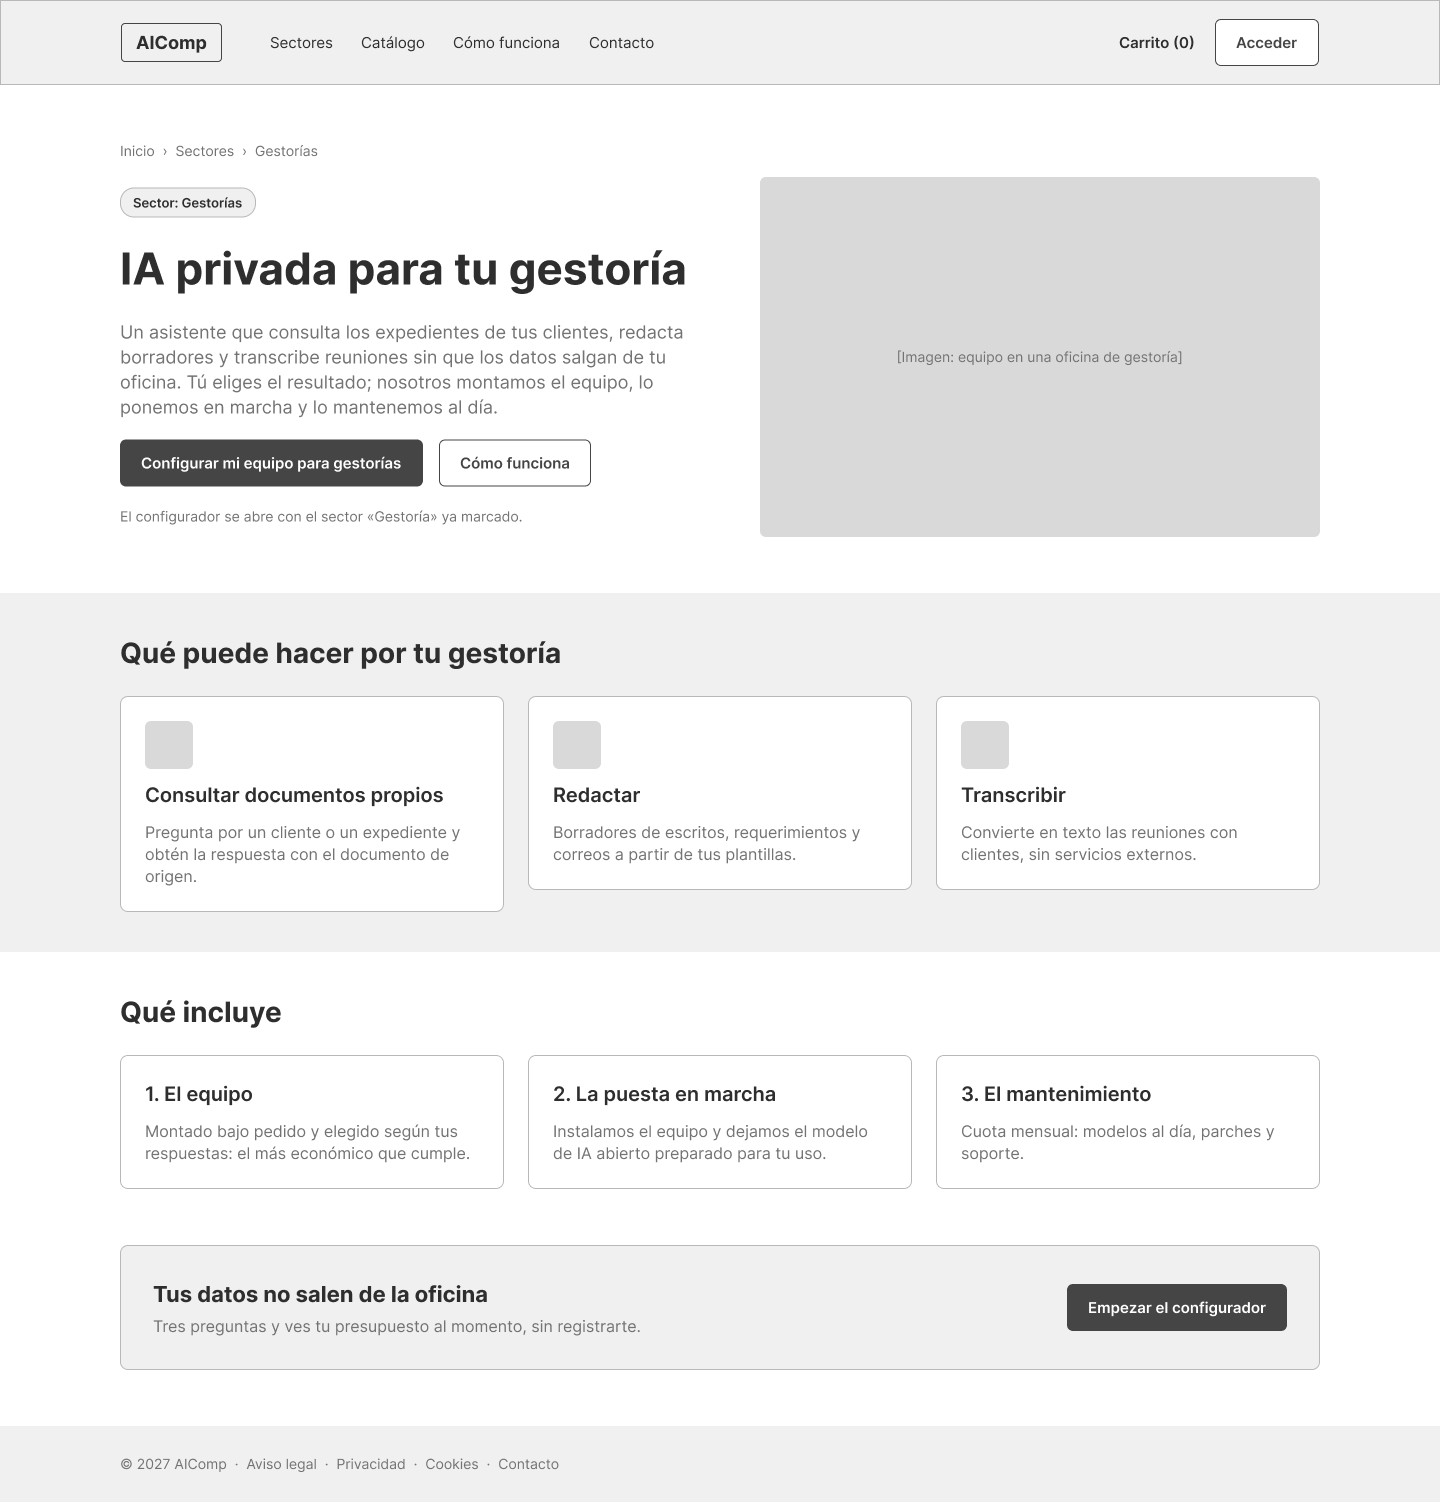 AIComp
Sectores
Catálogo
Cómo funciona
Contacto
Carrito (0)
Acceder
Inicio › Sectores › Gestorías
Sector: Gestorías
IA privada para tu gestoría
Un asistente que consulta los expedientes de tus clientes, redacta
borradores y transcribe reuniones sin que los datos salgan de tu
oficina. Tú eliges el resultado; nosotros montamos el equipo, lo
ponemos en marcha y lo mantenemos al día.
Configurar mi equipo para gestorías
Cómo funciona
El configurador se abre con el sector «Gestoría» ya marcado.
[Imagen: equipo en una oficina de gestoría]
Qué puede hacer por tu gestoría
Consultar documentos propios
Pregunta por un cliente o un expediente y
obtén la respuesta con el documento de
origen.
Redactar
Borradores de escritos, requerimientos y
correos a partir de tus plantillas.
Transcribir
Convierte en texto las reuniones con
clientes, sin servicios externos.
Qué incluye
1. El equipo
Montado bajo pedido y elegido según tus
respuestas: el más económico que cumple.
2. La puesta en marcha
Instalamos el equipo y dejamos el modelo
de IA abierto preparado para tu uso.
3. El mantenimiento
Cuota mensual: modelos al día, parches y
soporte.
Tus datos no salen de la oficina
Tres preguntas y ves tu presupuesto al momento, sin registrarte.
Empezar el configurador
© 2027 AIComp · Aviso legal · Privacidad · Cookies · Contacto